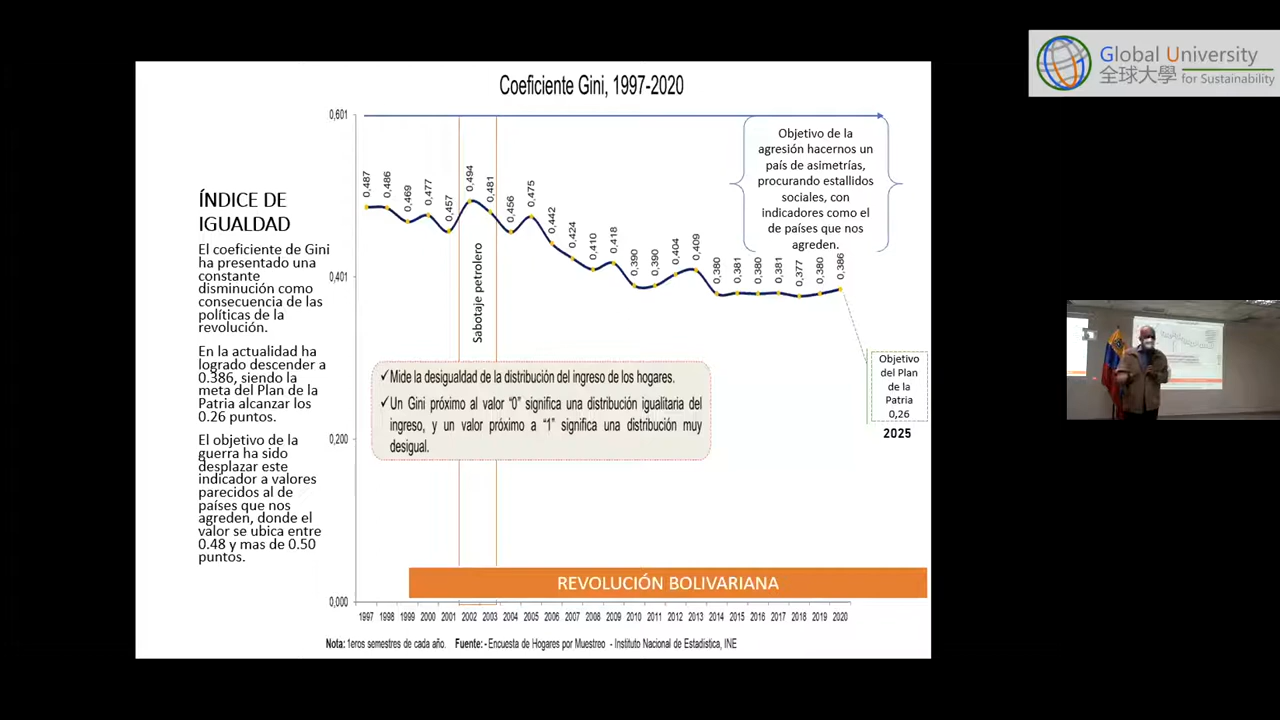 Global University
全球大學 for Sustainability
Coeficiente Gini, 1997-2020
ÍNDICE DE
IGUALDAD
El coeficiente de Gini
ha presentado una
constante
disminución como
consecuencia de las
políticas de la
revolución.
En la actualidad ha
logrado descender a
0.386, siendo la
meta del Plan de la
Patria alcanzar los
0.26 puntos.
El objetivo de la
guerra ha sido
desplazar este
indicador a valores
parecidos al de
países que nos
agreden, donde el
valor se ubica entre
0.48 y mas de 0.50
puntos.
0,601
0,401
0,200
0,000
0,487
0,486
0,469
0,477
0,457
0,494
0,481
0,456
0,475
0,442
0,424
0,410
0,418
0,390
0,390
0,404
0,409
0,380
0,381
0,380
0,381
0,377
0,380
0,386
Sabotaje petrolero
Objetivo de la
agresión hacernos un
país de asimetrías,
procurando estallidos
sociales, con
indicadores como el
de países que nos
agreden.
✓Mide la desigualdad de la distribución del ingreso de los hogares.
✓Un Gini próximo al valor “0” significa una distribución igualitaria del
ingreso, y un valor próximo a “1” significa una distribución muy
desigual.
Objetivo
del Plan
de la
Patria
0,26
2025
REVOLUCIÓN BOLIVARIANA
1997 1998 1999 2000 2001 2002 2003 2004 2005 2006 2007 2008 2009 2010 2011 2012 2013 2014 2015 2016 2017 2018 2019 2020
Nota: 1eros semestres de cada año. Fuente: - Encuesta de Hogares por Muestreo - Instituto Nacional de Estadística, INE